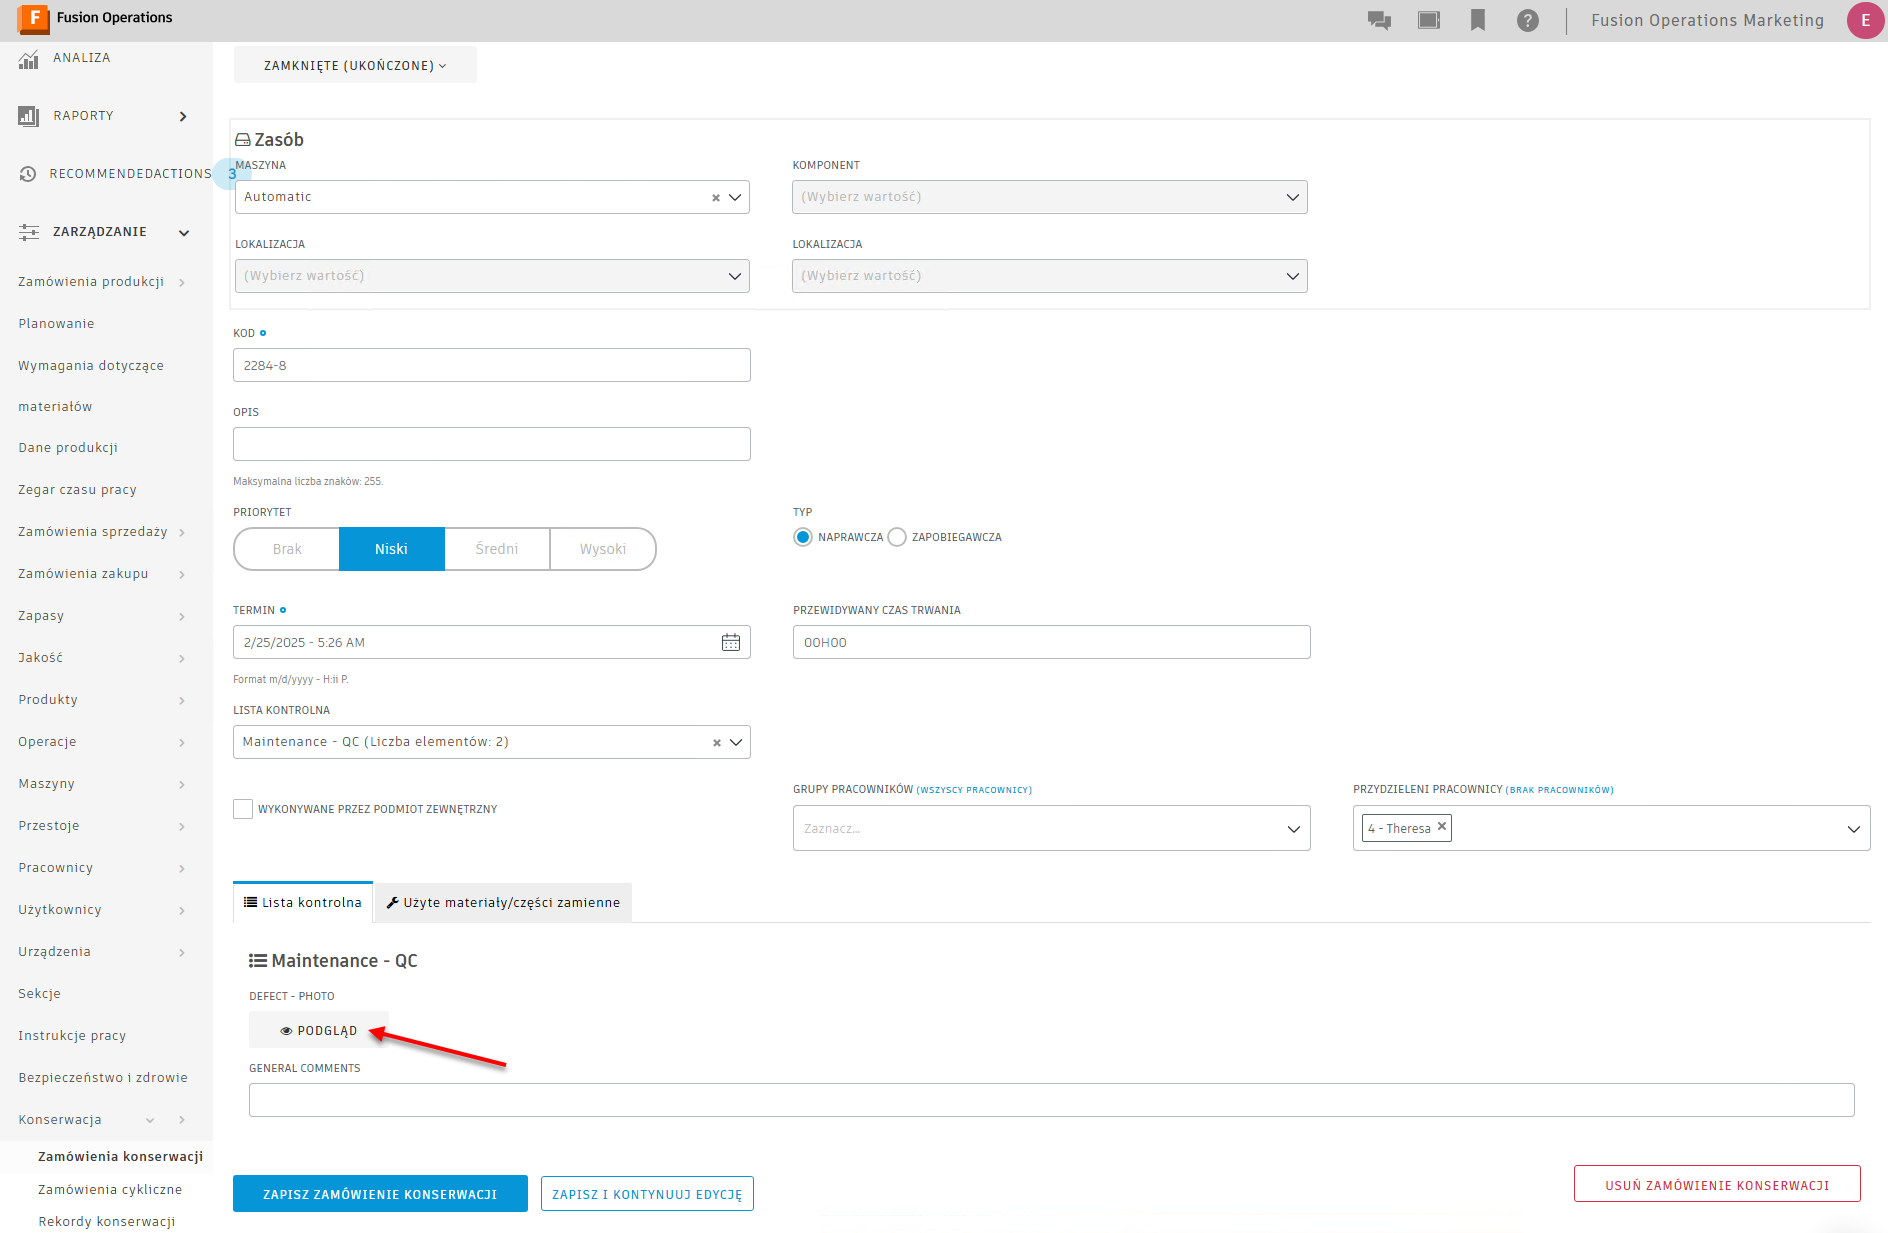 Fusion Operations
Fusion Operations Marketing
E
ANALIZA
RAPORTY
RECOMMENDEDACTIONS
3
ZARZĄDZANIE
Zamówienia produkcji
Planowanie
Wymagania dotyczące
materiałów
Dane produkcji
Zegar czasu pracy
Zamówienia sprzedaży
Zamówienia zakupu
Zapasy
Jakość
Produkty
Operacje
Maszyny
Przestoje
Pracownicy
Użytkownicy
Urządzenia
Sekcje
Instrukcje pracy
Bezpieczeństwo i zdrowie
Konserwacja
Zamówienia konserwacji
Zamówienia cykliczne
Rekordy konserwacji
ZAMKNIĘTE (UKOŃCZONE)
Zasób
MASZYNA
Automatic
KOMPONENT
(Wybierz wartość)
LOKALIZACJA
(Wybierz wartość)
LOKALIZACJA
(Wybierz wartość)
KOD
2284-8
OPIS
Maksymalna liczba znaków: 255.
PRIORYTET
Brak
Niski
Średni
Wysoki
TYP
NAPRAWCZA
ZAPOBIEGAWCZA
TERMIN
2/25/2025 - 5:26 AM
Format m/d/yyyy - H:ii P.
PRZEWIDYWANY CZAS TRWANIA
00H00
LISTA KONTROLNA
Maintenance - QC (Liczba elementów: 2)
WYKONYWANE PRZEZ PODMIOT ZEWNĘTRZNY
GRUPY PRACOWNIKÓW (WSZYSCY PRACOWNICY)
Zaznacz...
PRZYDZIELENI PRACOWNICY (BRAK PRACOWNIKÓW)
4 - Theresa
Lista kontrolna
Użyte materiały/części zamienne
Maintenance - QC
DEFECT - PHOTO
PODGLĄD
GENERAL COMMENTS
ZAPISZ ZAMÓWIENIE KONSERWACJI
ZAPISZ I KONTYNUUJ EDYCJĘ
USUŃ ZAMÓWIENIE KONSERWACJI